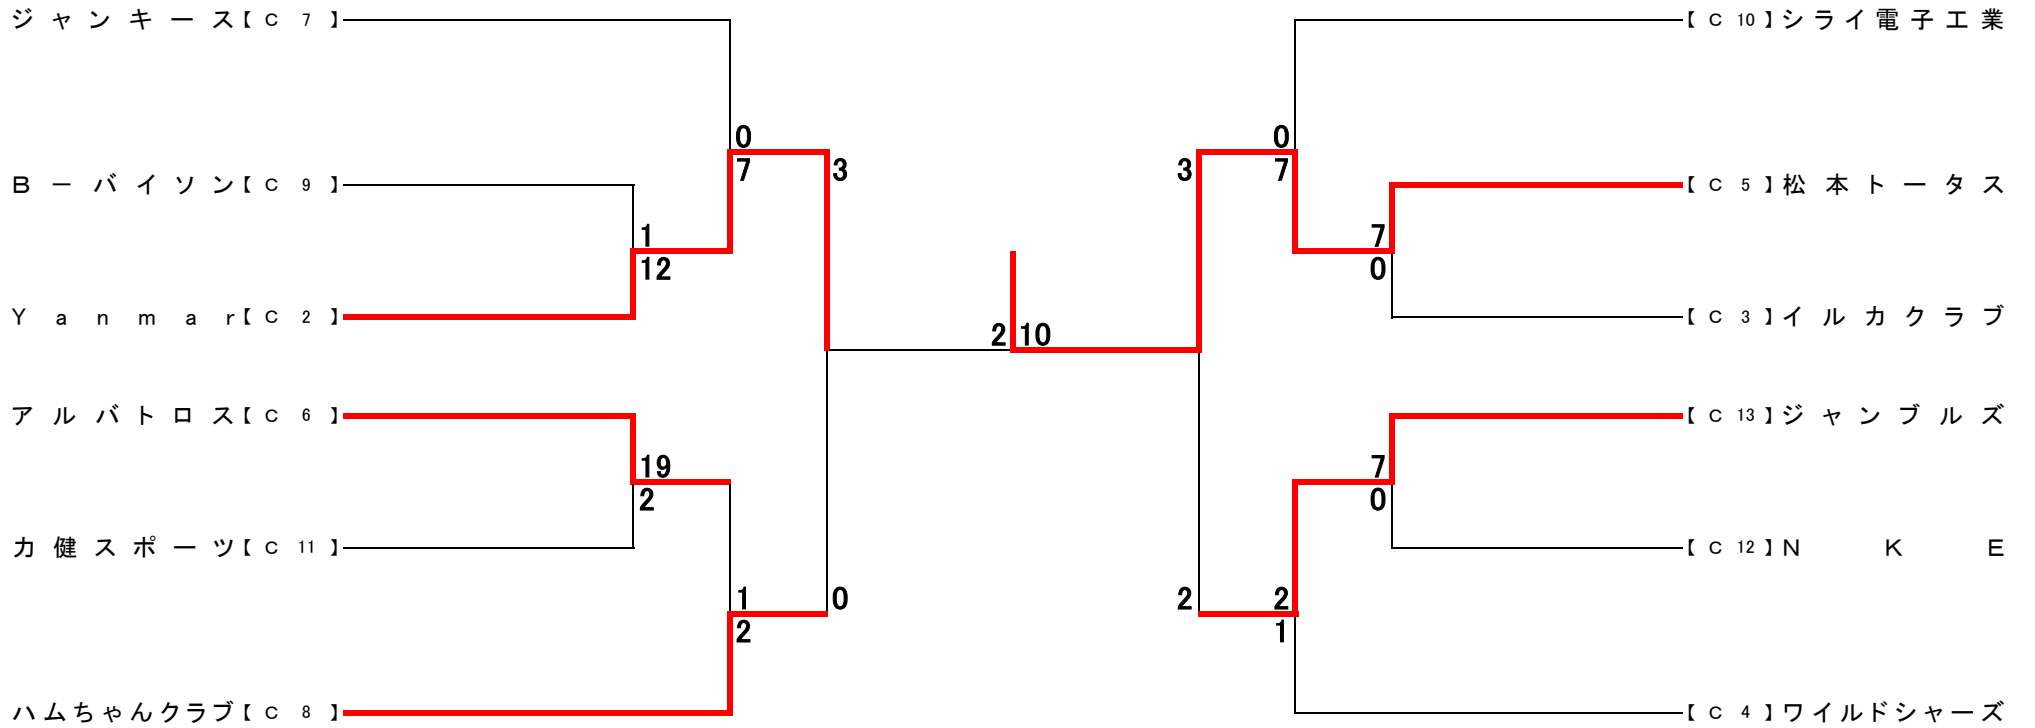 ジャンキース【 C 7 】
【 C 10 】シライ電子工業
0
0
7
3
3
7
B－バイソン【 C 9 】
【 C 5 】松本トータス
1
7
12
0
Yanmar【 C 2 】
【 C 3 】イルカクラブ
2 10
アルバトロス【 C 6 】
【 C 13 】ジャンブルズ
19
7
2
0
力健スポーツ【 C 11 】
【 C 12 】NKE
1
0
2
2
2
1
ハムちゃんクラブ【 C 8 】
【 C 4 】ワイルドシャーズ